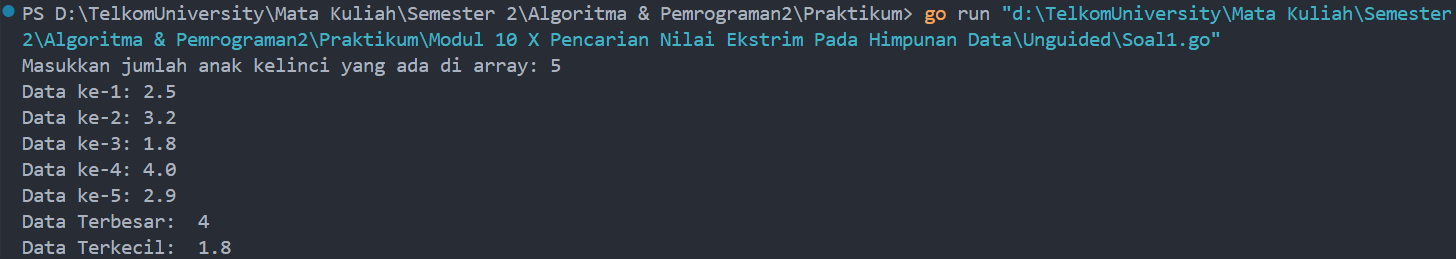 PS D:\TelkomUniversity\Mata Kuliah\Semester 2\Algoritma & Pemrograman2\Praktikum> go run "d:\TelkomUniversity\Mata Kuliah\Semester
2\Algoritma & Pemrograman2\Praktikum\Modul 10 X Pencarian Nilai Ekstrim Pada Himpunan Data\Unguided\Soal1.go"
Masukkan jumlah anak kelinci yang ada di array: 5
Data ke-1: 2.5
Data ke-2: 3.2
Data ke-3: 1.8
Data ke-4: 4.0
Data ke-5: 2.9
Data Terbesar:  4
Data Terkecil:  1.8